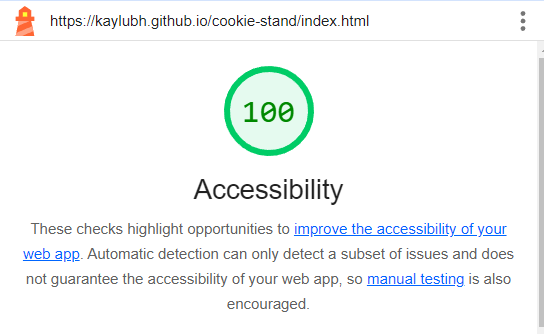 https://kaylubh.github.io/cookie-stand/index.html
100
Accessibility
These checks highlight opportunities to improve the accessibility of your
web app. Automatic detection can only detect a subset of issues and does
not guarantee the accessibility of your web app, so manual testing is also
encouraged.